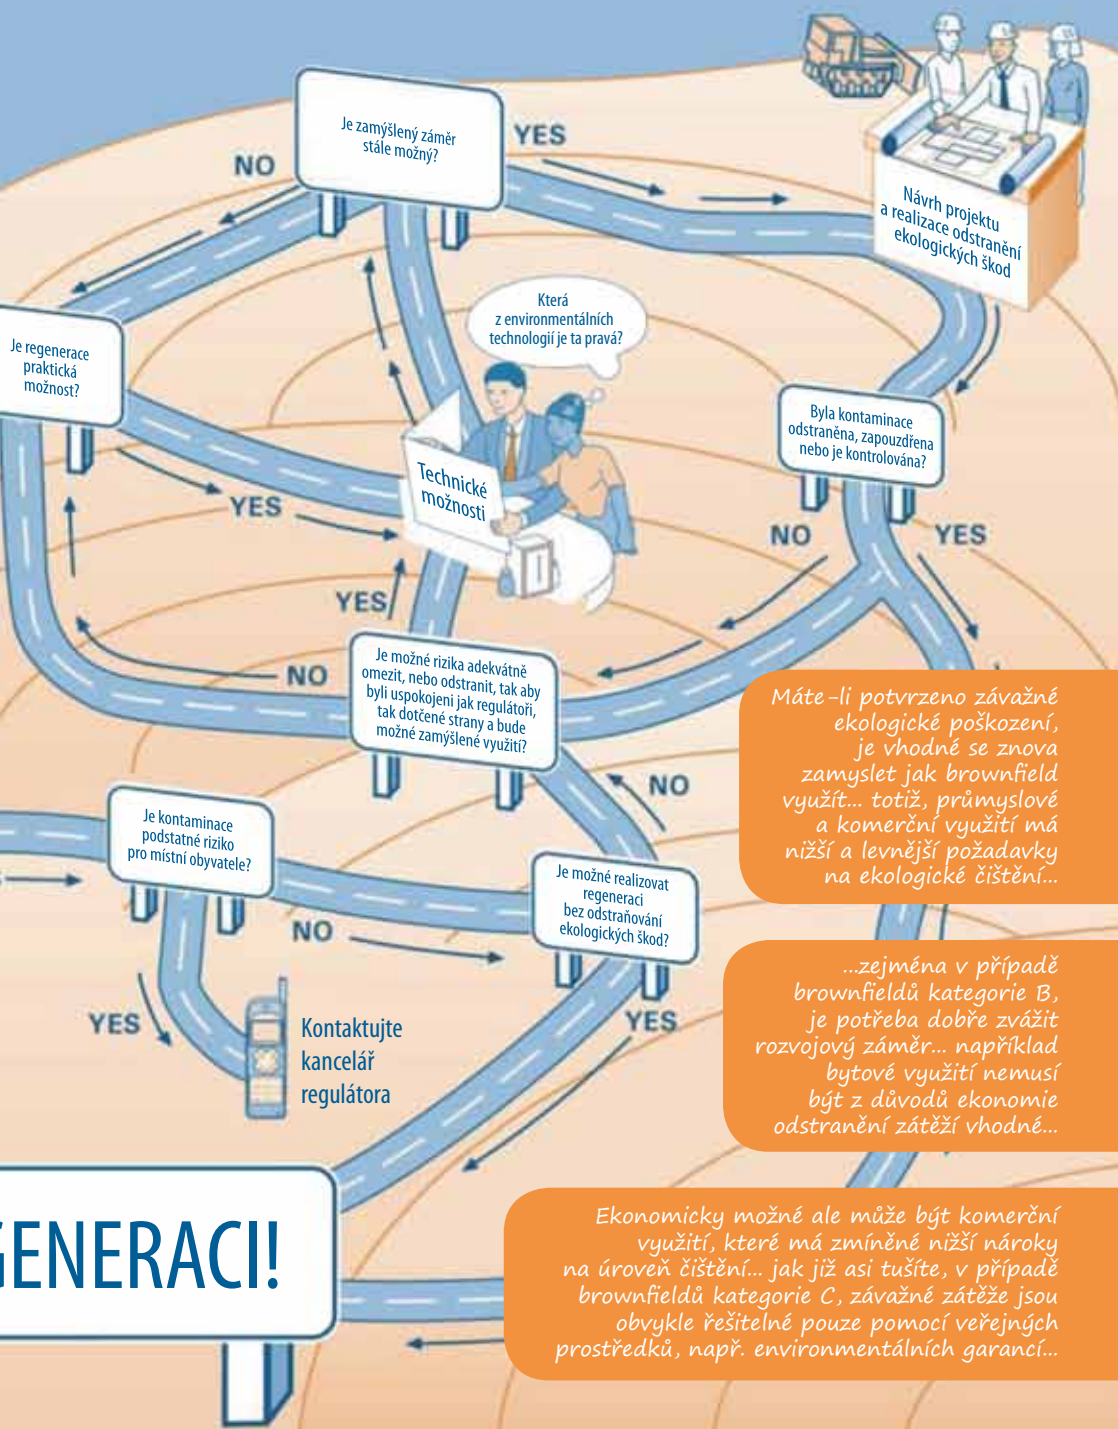 Je zamýšlený záměr
stále možný?
YES
NO
Návrh projektu
a realizace odstranění
ekologických škod
Která
z environmentálních
technologií je ta pravá?
Je regenerace
praktická
možnost?
Byla kontaminace
odstraněna, zapouzdřena
nebo je kontrolována?
Technické
možnosti
YES
NO
YES
YES
NO
Je možné rizika adekvátně
omezit, nebo odstranit, tak aby
byli uspokojeni jak regulátoři,
tak dotčené strany a bude
možné zamýšlené využití?
Máte-li potvrzeno závažné
ekologické poškození,
je vhodné se znova
zamyslet jak brownfield
využít... totiž, průmyslové
a komerční využití má
nižší a levnější požadavky
na ekologické čištění...
NO
Je kontaminace
podstatné riziko
pro místní obyvatele?
Je možné realizovat
regeneraci
bez odstraňování
ekologických škod?
NO
...zejména v případě
brownfieldů kategorie B,
je potřeba dobře zvážit
rozvojový záměr... například
bytové využití nemusí
být z důvodů ekonomie
odstranění zátěží vhodné...
YES
Kontaktujte
kancelář
regulátora
YES
GENERACI!
Ekonomicky možné ale může být komerční
využití, které má zmíněné nižší nároky
na úroveň čištění... jak již asi tušíte, v případě
brownfieldů kategorie C, závažné zátěže jsou
obvykle řešitelné pouze pomocí veřejných
prostředků, např. environmentálních garancí...